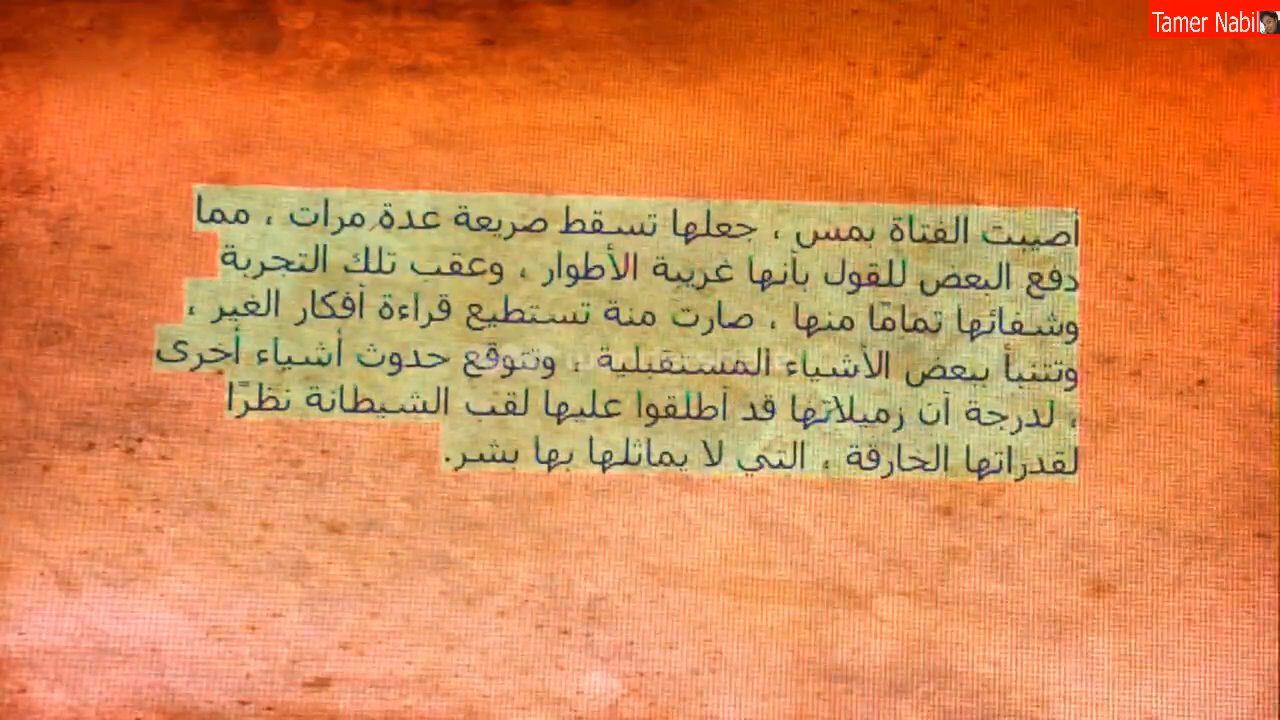 Tamer Nabil
أصيبت الفتاة بمس ، جعلها تسقط صريعة عدة مرات ، مما
دفع البعض للقول بأنها غريبة الأطوار ، وعقب تلك التجربة
وشفائها تمامًا منها ، صارت منة تستطيع قراءة أفكار الغير ،
وتتنبأ ببعض الأشياء المستقبلية ، وتتوقع حدوث أشياء أخرى
، لدرجة أن زميلاتها قد أطلقوا عليها لقب الشيطانة نظرًا
لقدراتها الخارقة ، التي لا يماثلها بها بشر.